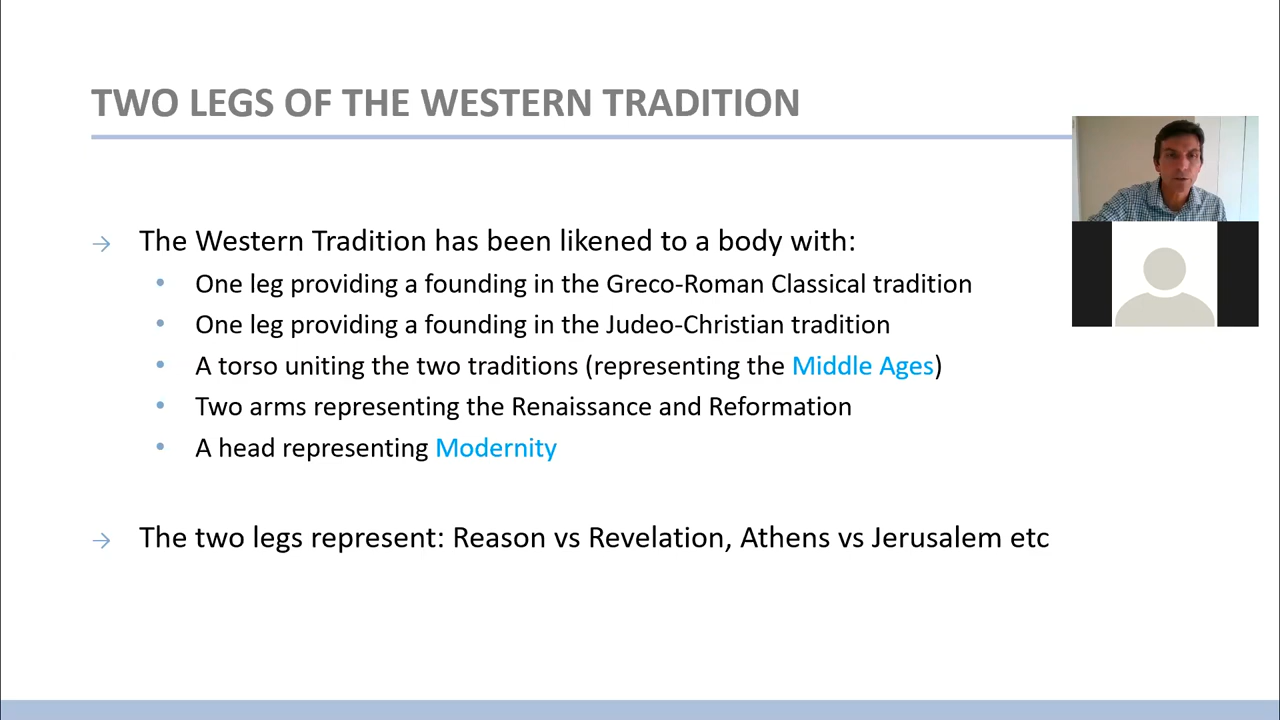 TWO LEGS OF THE WESTERN TRADITION
The Western Tradition has been likened to a body with:
One leg providing a founding in the Greco-Roman Classical tradition
One leg providing a founding in the Judeo-Christian tradition
A torso uniting the two traditions (representing the Middle Ages)
Two arms representing the Renaissance and Reformation
A head representing Modernity
The two legs represent: Reason vs Revelation, Athens vs Jerusalem etc